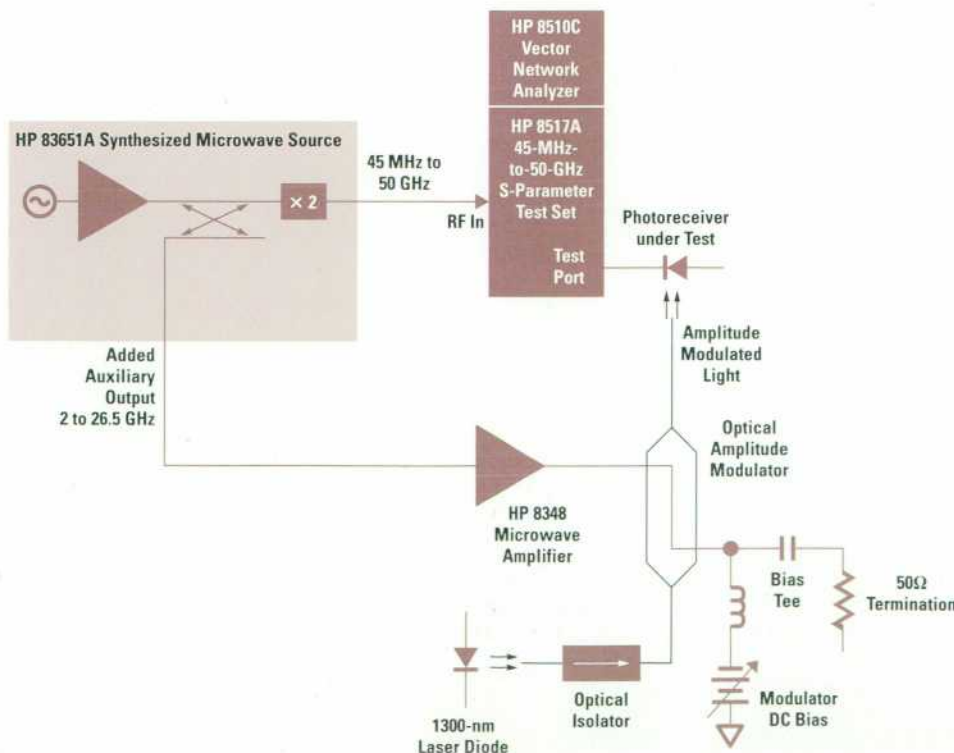 HP 8510C
Vector
Network
Analyzer
HP 83651A Synthesized Microwave Source
45 MHz to
50 GHz
HP 8517A
45-MHz-
to-50-GHz
S-Parameter
Test Set
× 2
RF In
Test
Port
Photoreceiver
under Test
Added
Auxiliary
Output
2 to 26.5 GHz
Amplitude
Modulated
Light
Optical
Amplitude
Modulator
HP 8348
Microwave
Amplifier
Bias
Tee
50Ω
Termination
Optical
Isolator
1300-nm
Laser Diode
Modulator
DC Bias